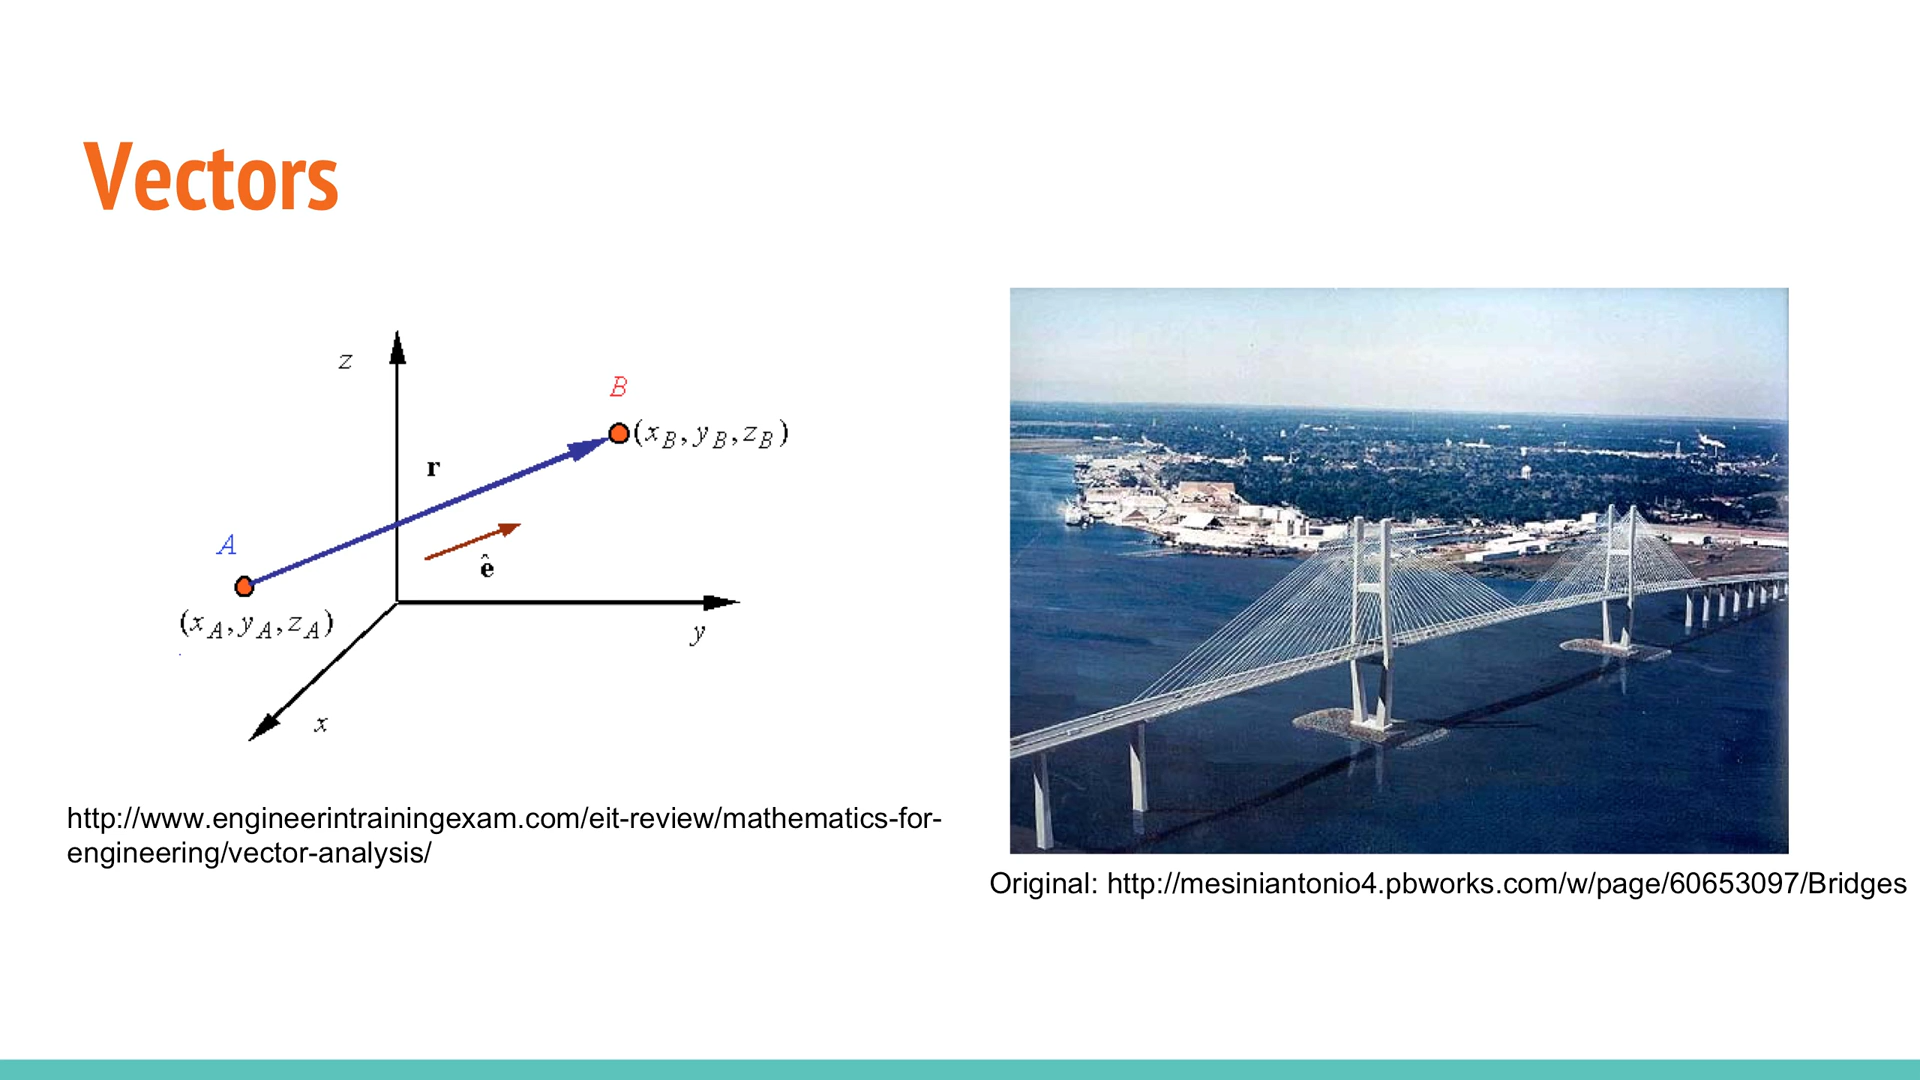 Vectors
z
B
(x_B, y_B, z_B)
r
A
ê
(x_A, y_A, z_A)
y
x
http://www.engineerintrainingexam.com/eit-review/mathematics-for-
engineering/vector-analysis/
Original: http://mesiniantonio4.pbworks.com/w/page/60653097/Bridges